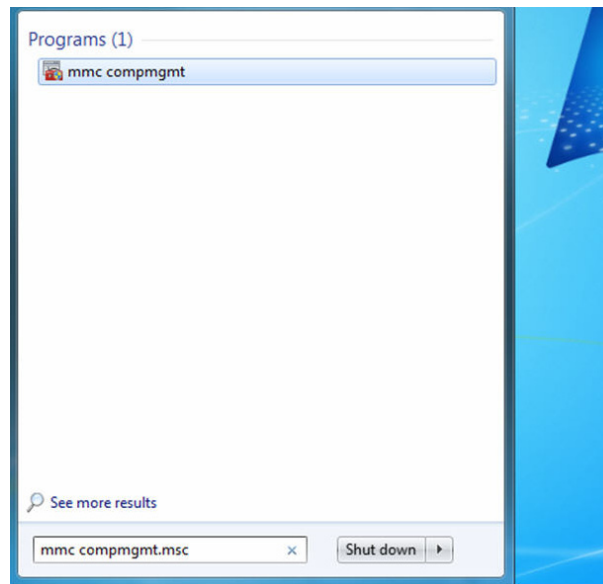 Programs (1)
mmc compmgmt
See more results
mmc compmgmt.msc
Shut down